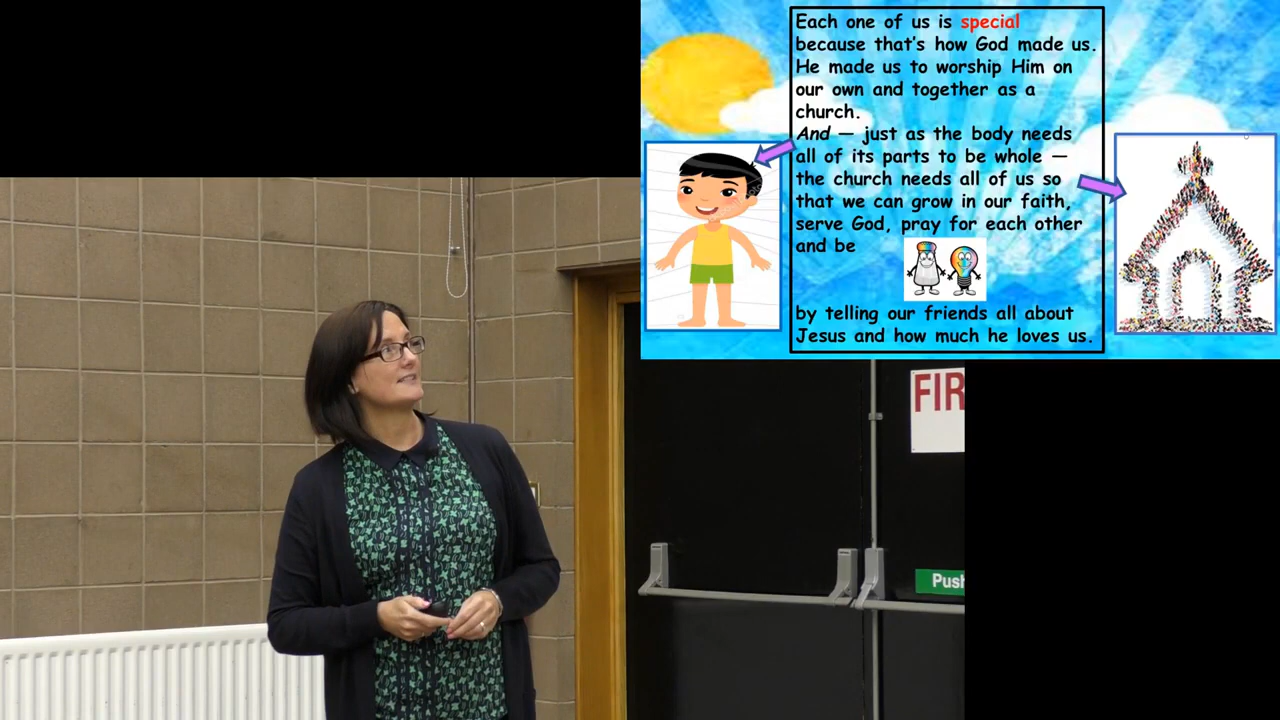 Each one of us is special
because that's how God made us.
He made us to worship Him on
our own and together as a
church.
And — just as the body needs
all of its parts to be whole —
the church needs all of us so
that we can grow in our faith,
serve God, pray for each other
and be
by telling our friends all about
Jesus and how much he loves us.
FIR
Push